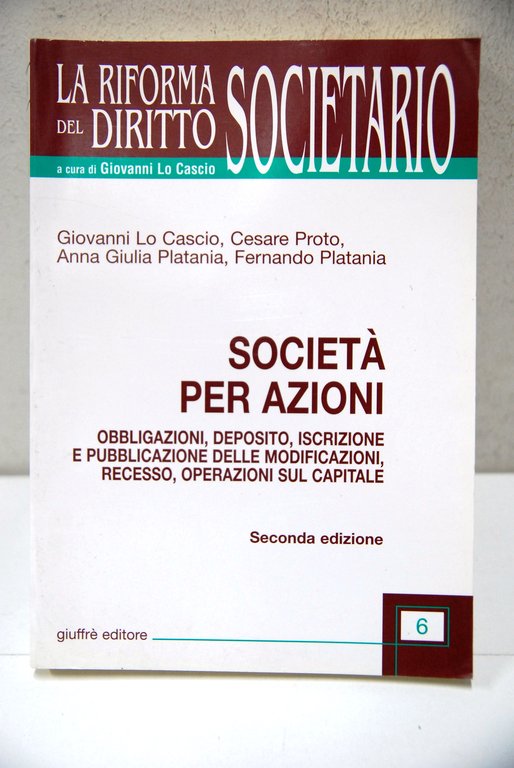 LA RIFORMA
DEL DIRITTO SOCIETARIO
a cura di Giovanni Lo Cascio
Giovanni Lo Cascio, Cesare Proto,
Anna Giulia Platania, Fernando Platania
SOCIETÀ
PER AZIONI
OBBLIGAZIONI, DEPOSITO, ISCRIZIONE
E PUBBLICAZIONE DELLE MODIFICAZIONI,
RECESSO, OPERAZIONI SUL CAPITALE
Seconda edizione
giuffrè editore
6